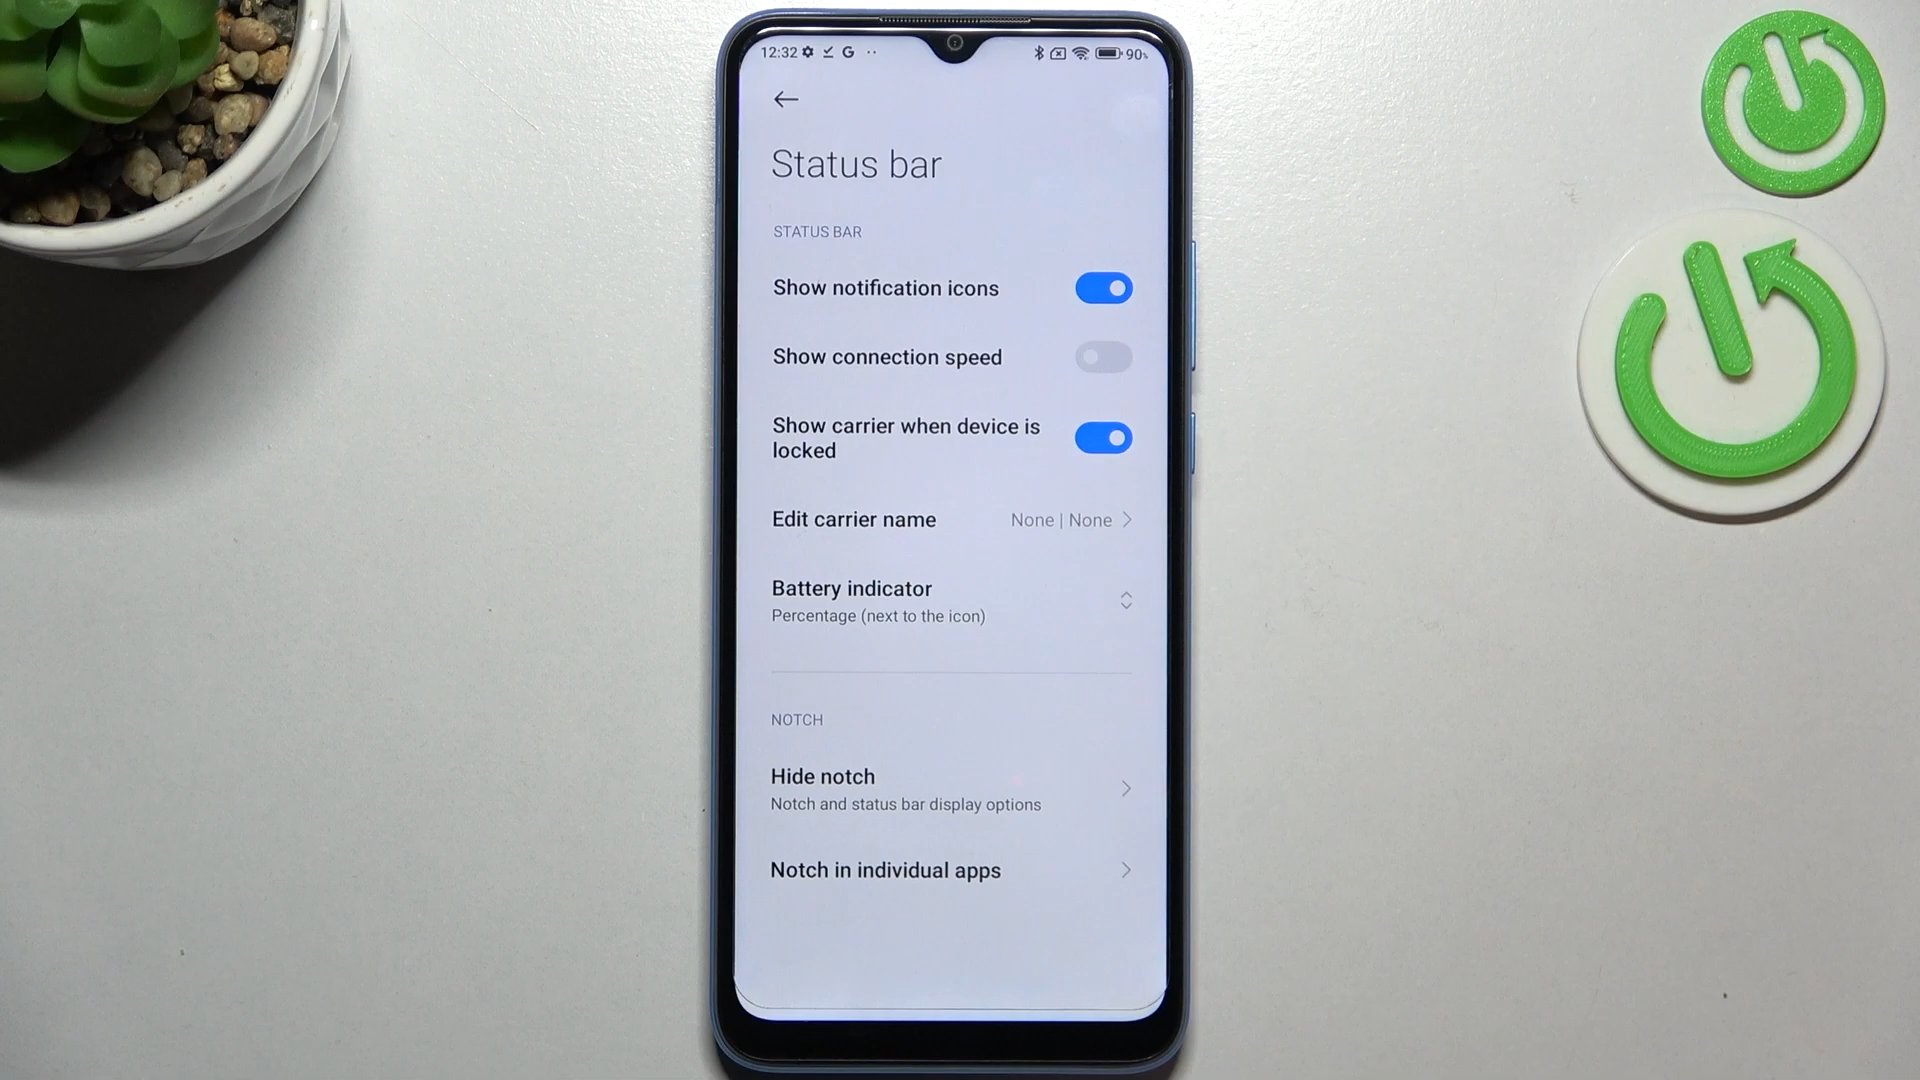 12:32 G 90%
Status bar
STATUS BAR
Show notification icons
Show connection speed
Show carrier when device is
locked
Edit carrier name None | None
Battery indicator
Percentage (next to the icon)
NOTCH
Hide notch
Notch and status bar display options
Notch in individual apps